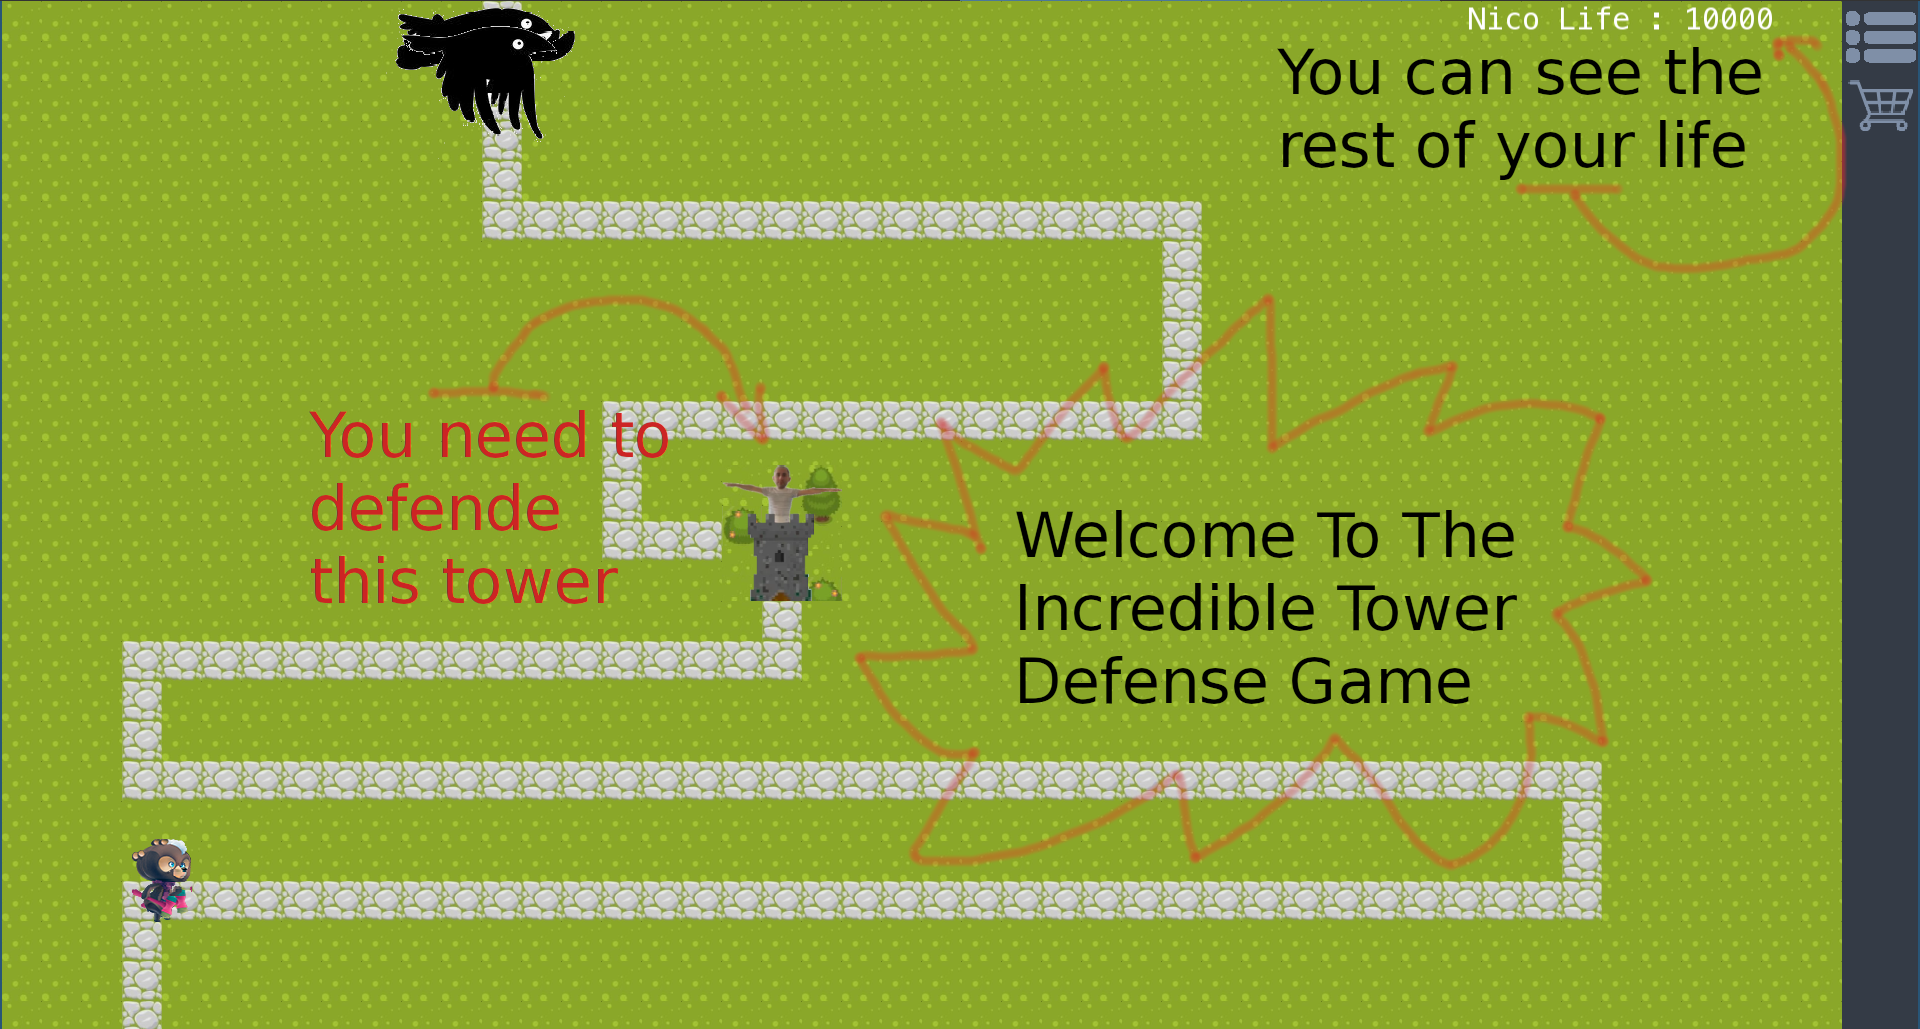 Nico Life : 10000
You can see the
rest of your life
You need to
defende
this tower
Welcome To The
Incredible Tower
Defense Game